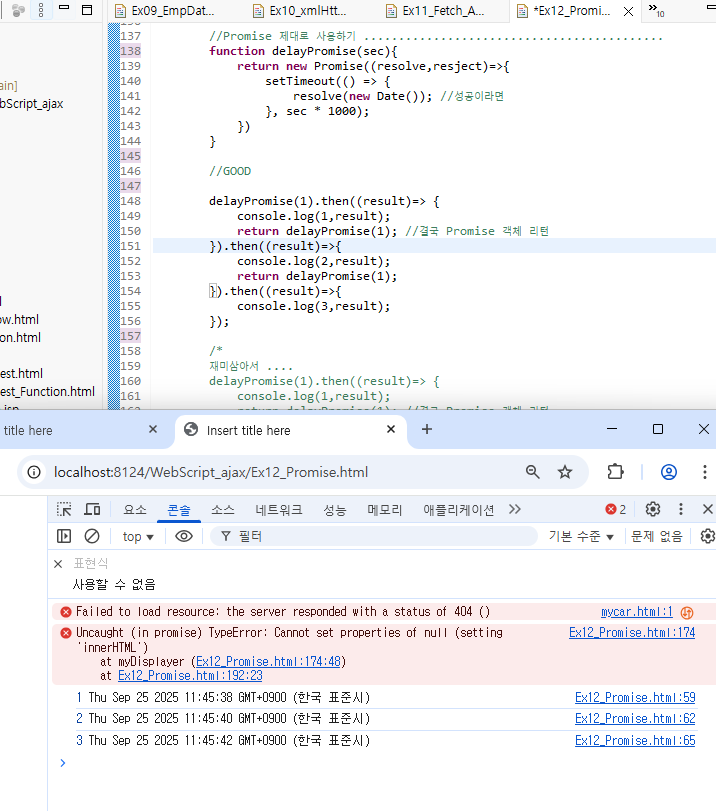 Ex09_EmpDat...
Ex10_xmlHtt...
Ex11_Fetch_A...
*Ex12_Promi...
»10
ain]
bScript_ajax
ow.html
on.html
est.html
est_Function.html
137 //Promise 제대로 사용하기 ...........................................
138 function delayPromise(sec){
139 return new Promise((resolve,resject)=>{
140 setTimeout(() => {
141 resolve(new Date()); //성공이라면
142 }, sec * 1000);
143 })
144 }
145
146 //GOOD
147
148 delayPromise(1).then((result)=> {
149 console.log(1,result);
150 return delayPromise(1); //결국 Promise 객체 리턴
151 }).then((result)=>{
152 console.log(2,result);
153 return delayPromise(1);
154 }).then((result)=>{
155 console.log(3,result);
156 });
157
158 /*
159 재미삼아서 ....
160 delayPromise(1).then((result)=> {
161 console.log(1,result);
title here
Insert title here
localhost:8124/WebScript_ajax/Ex12_Promise.html
요소 콘솔 소스 네트워크 성능 메모리 애플리케이션 2
top 필터 기본 수준 문제 없음
표현식
사용할 수 없음
Failed to load resource: the server responded with a status of 404 () mycar.html:1
Uncaught (in promise) TypeError: Cannot set properties of null (setting Ex12_Promise.html:174
'innerHTML')
at myDisplayer (Ex12_Promise.html:174:48)
at Ex12_Promise.html:192:23
1 Thu Sep 25 2025 11:45:38 GMT+0900 (한국 표준시) Ex12_Promise.html:59
2 Thu Sep 25 2025 11:45:40 GMT+0900 (한국 표준시) Ex12_Promise.html:62
3 Thu Sep 25 2025 11:45:42 GMT+0900 (한국 표준시) Ex12_Promise.html:65